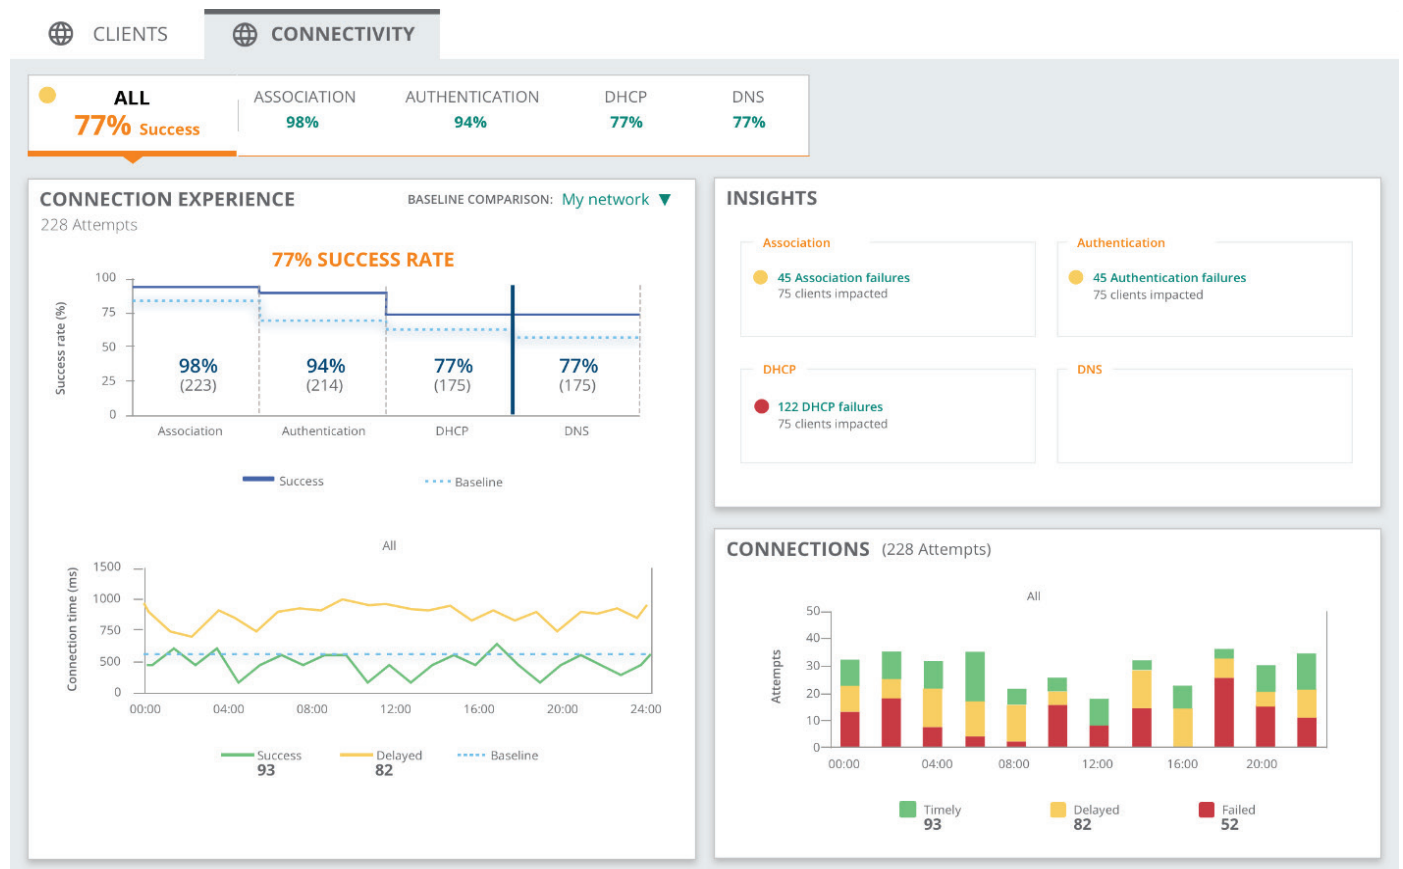 CLIENTS
CONNECTIVITY
ALL
77% Success
ASSOCIATION
98%
AUTHENTICATION
94%
DHCP
77%
DNS
77%
CONNECTION EXPERIENCE
BASELINE COMPARISON: My network ▼
228 Attempts
77% SUCCESS RATE
Success rate (%)
100
75
50
25
0
98%
(223)
94%
(214)
77%
(175)
77%
(175)
Association
Authentication
DHCP
DNS
Success
Baseline
All
Connection time (ms)
1500
1000
750
500
0
00:00
04:00
08:00
12:00
16:00
20:00
24:00
Success
93
Delayed
82
Baseline
INSIGHTS
Association
45 Association failures
75 clients impacted
Authentication
45 Authentication failures
75 clients impacted
DHCP
122 DHCP failures
75 clients impacted
DNS
CONNECTIONS (228 Attempts)
All
Attempts
50
40
30
20
10
0
00:00
04:00
08:00
12:00
16:00
20:00
Timely
93
Delayed
82
Failed
52